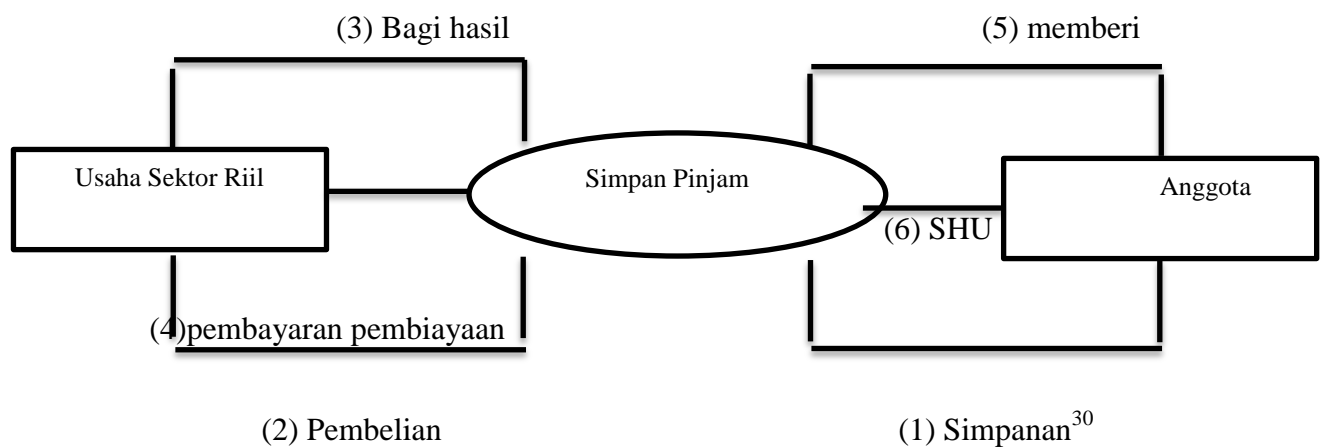 (3) Bagi hasil
(5) memberi
Usaha Sektor Riil
Simpan Pinjam
Anggota
(6) SHU
(4)pembayaran pembiayaan
(2) Pembelian
(1) Simpanan³⁰